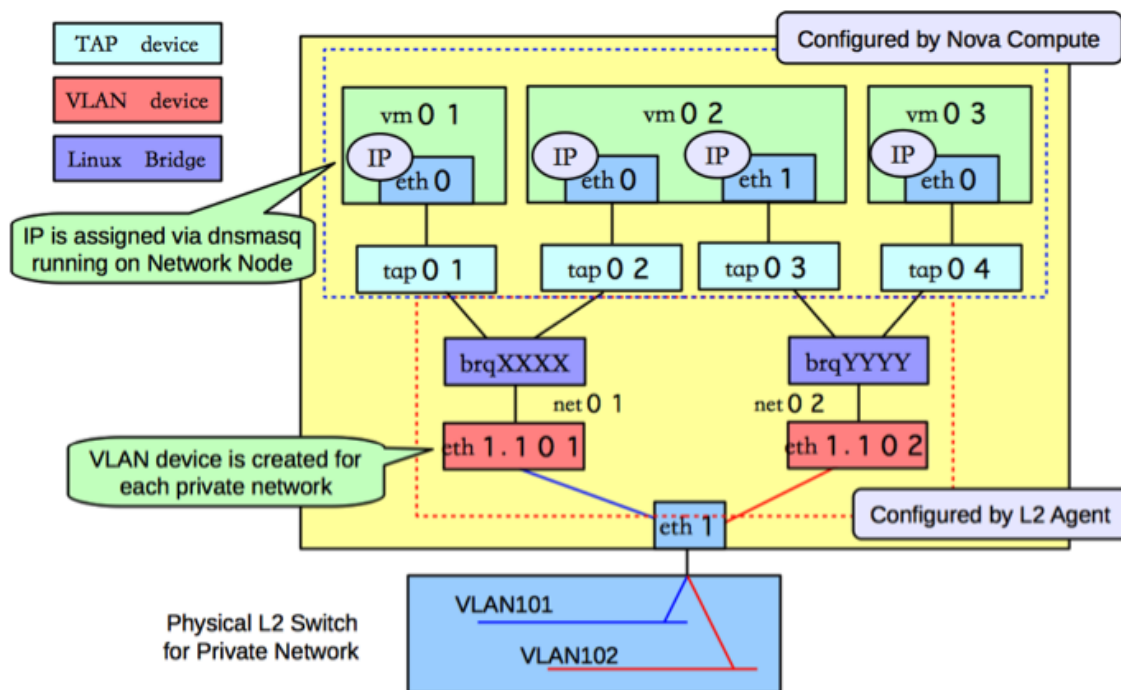 TAP device
VLAN device
Linux Bridge
Configured by Nova Compute
vm01
vm02
vm03
IP
IP
IP
IP
eth0
eth0
eth1
eth0
IP is assigned via dnsmasq
running on Network Node
tap01
tap02
tap03
tap04
brqXXXX
brqYYYY
net01
net02
eth1.101
eth1.102
VLAN device is created for
each private network
Configured by L2 Agent
eth1
VLAN101
Physical L2 Switch
for Private Network
VLAN102